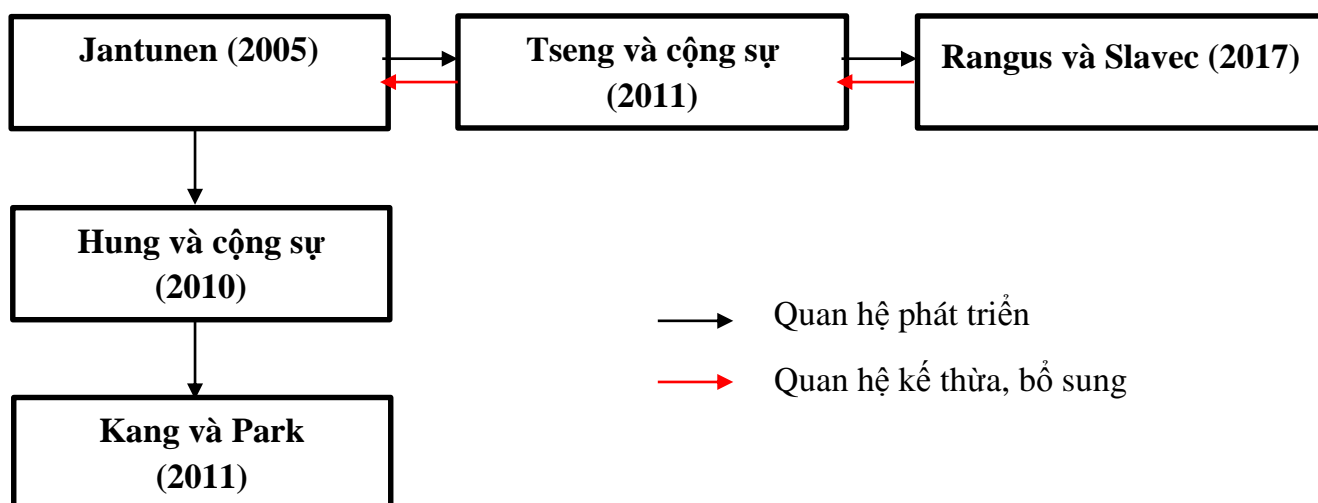 Jantunen (2005)
Tseng và cộng sự
(2011)
Rangus và Slavec (2017)
Hung và cộng sự
(2010)
Quan hệ phát triển
Quan hệ kế thừa, bổ sung
Kang và Park
(2011)